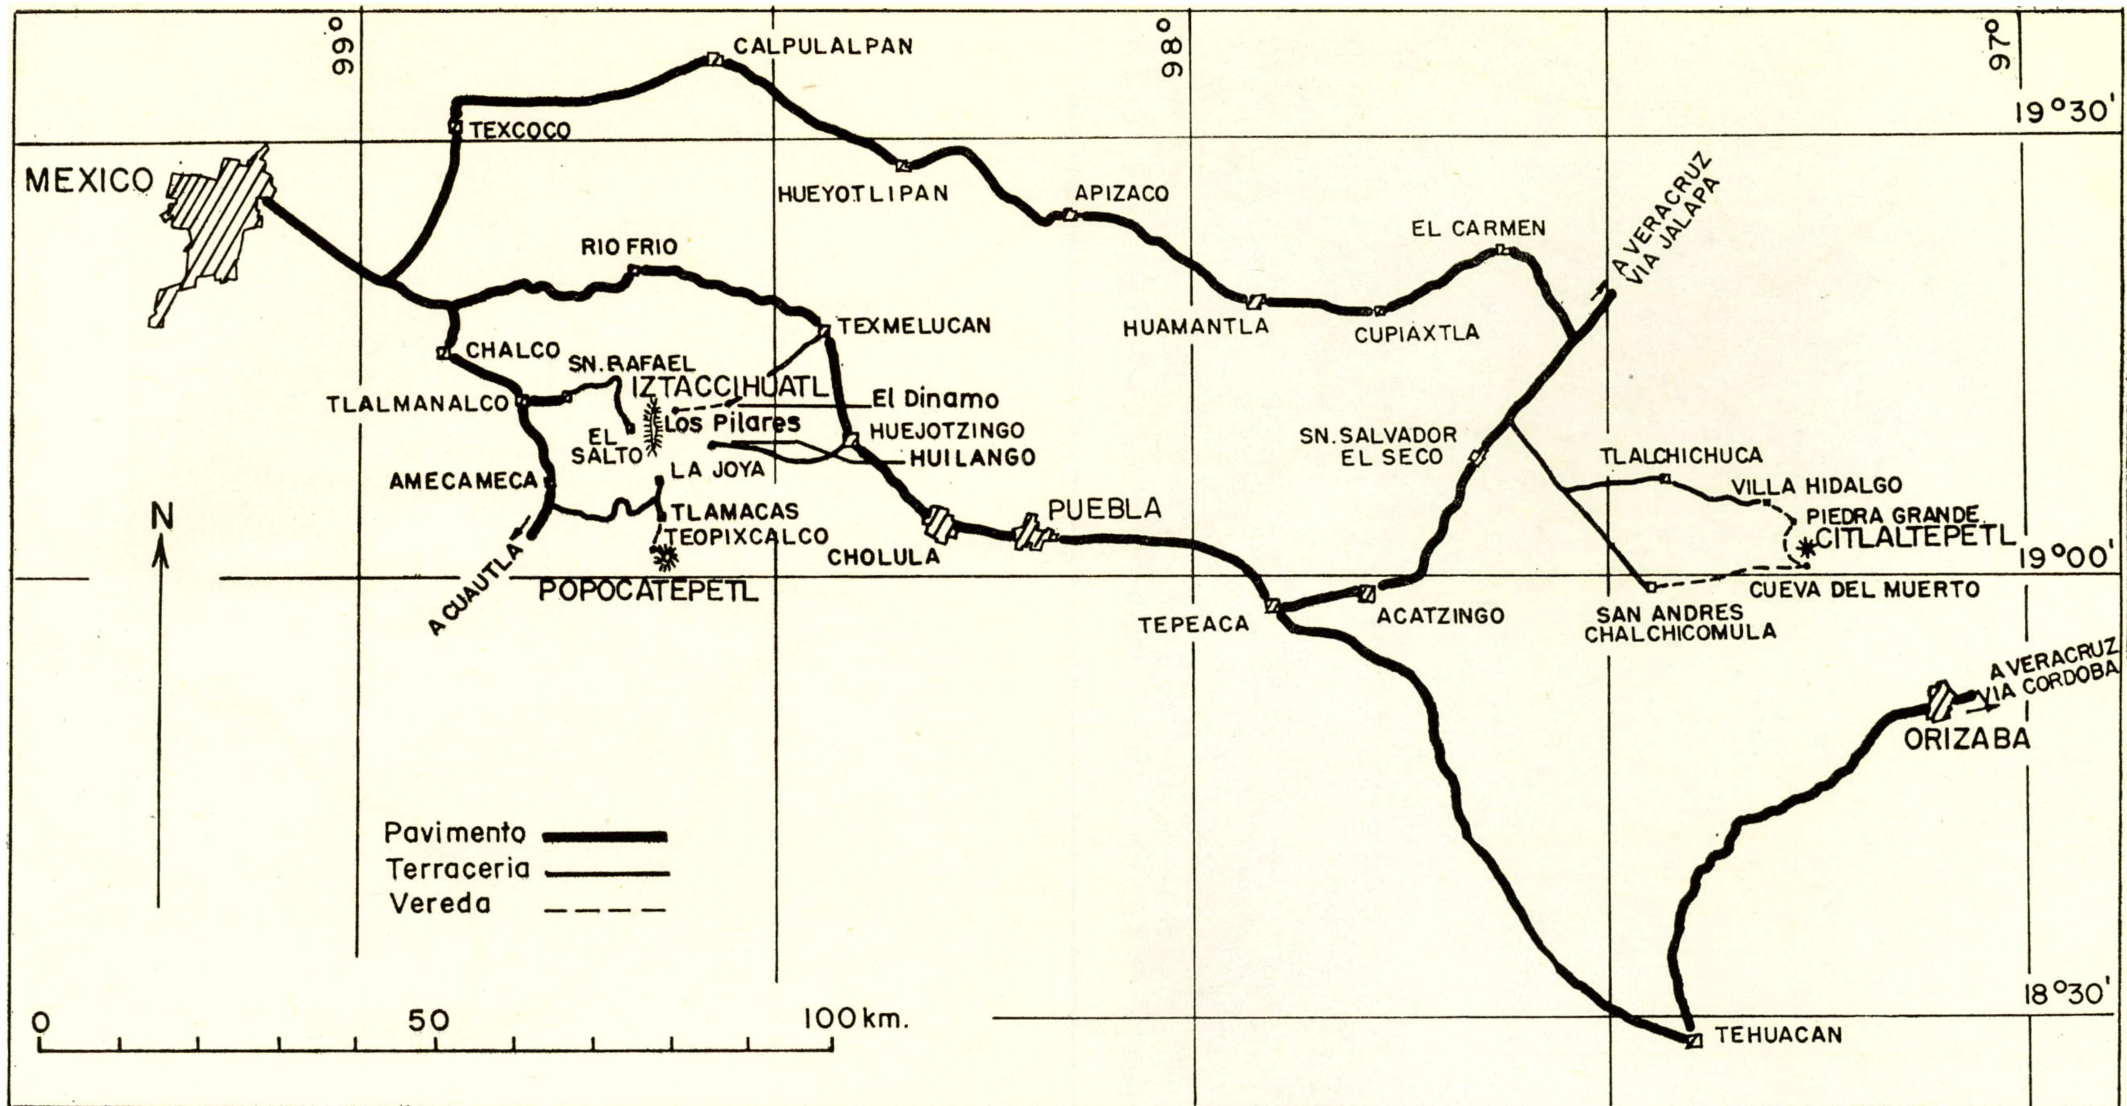 99°
98°
97°
CALPULALPAN
19°30'
TEXCOCO
MEXICO
HUEYOTLIPAN
APIZACO
A VERACRUZ
VIA JALAPA
EL CARMEN
RIO FRIO
TEXMELUCAN
HUAMANTLA
CUPIAXTLA
CHALCO
SN. RAFAEL
IZTACCIHUATL
TLALMANALCO
El Dinamo
Los Pilares
HUEJOTZINGO
EL
SALTO
HUILANGO
LA JOYA
SN. SALVADOR
EL SECO
TLALCHICHUCA
AMECAMECA
VILLA HIDALGO
N
TLAMACAS
PUEBLA
PIEDRA GRANDE
TEOPIXCALCO
CITLALTEPETL
CHOLULA
19°00'
A CUAUTLA
POPOCATEPETL
CUEVA DEL MUERTO
TEPEACA
ACATZINGO
SAN ANDRES
CHALCHICOMULA
A VERACRUZ
VIA CORDOBA
ORIZABA
Pavimento
Terraceria
Vereda
18°30'
0 50 100 km.
TEHUACAN